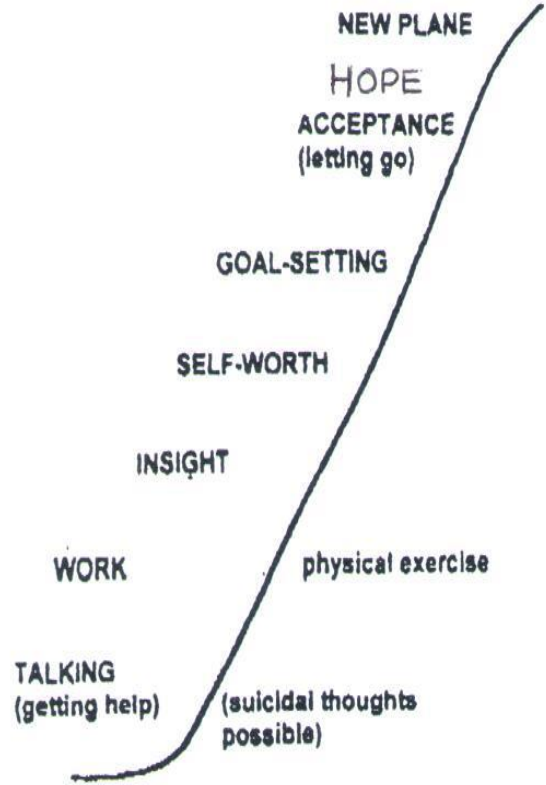 NEW PLANE
HOPE
ACCEPTANCE
(letting go)
GOAL-SETTING
SELF-WORTH
INSIGHT
WORK
physical exercise
TALKING
(getting help)
(suicidal thoughts
possible)